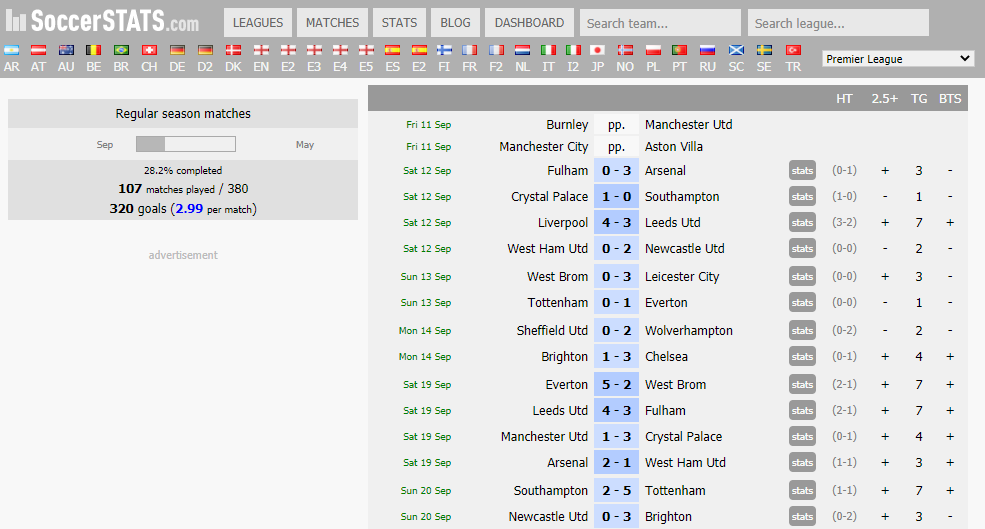 SoccerSTATS.com LEAGUES MATCHES STATS BLOG DASHBOARD Search team... Search league...
AR AT AU BE BR CH DE D2 DK EN E2 E3 E4 E5 ES E2 FI FR F2 NL IT I2 JP NO PL PT RU SC SE TR Premier League
Regular season matches
Sep May
28.2% completed
107 matches played / 380
320 goals (2.99 per match)
advertisement
HT 2.5+ TG BTS
Fri 11 Sep Burnley pp. Manchester Utd
Fri 11 Sep Manchester City pp. Aston Villa
Sat 12 Sep Fulham 0 - 3 Arsenal stats (0-1) + 3 -
Sat 12 Sep Crystal Palace 1 - 0 Southampton stats (1-0) - 1 -
Sat 12 Sep Liverpool 4 - 3 Leeds Utd stats (3-2) + 7 +
Sat 12 Sep West Ham Utd 0 - 2 Newcastle Utd stats (0-0) - 2 -
Sun 13 Sep West Brom 0 - 3 Leicester City stats (0-0) + 3 -
Sun 13 Sep Tottenham 0 - 1 Everton stats (0-0) - 1 -
Mon 14 Sep Sheffield Utd 0 - 2 Wolverhampton stats (0-2) - 2 -
Mon 14 Sep Brighton 1 - 3 Chelsea stats (0-1) + 4 +
Sat 19 Sep Everton 5 - 2 West Brom stats (2-1) + 7 +
Sat 19 Sep Leeds Utd 4 - 3 Fulham stats (2-1) + 7 +
Sat 19 Sep Manchester Utd 1 - 3 Crystal Palace stats (0-1) + 4 +
Sat 19 Sep Arsenal 2 - 1 West Ham Utd stats (1-1) + 3 +
Sun 20 Sep Southampton 2 - 5 Tottenham stats (1-1) + 7 +
Sun 20 Sep Newcastle Utd 0 - 3 Brighton stats (0-2) + 3 -